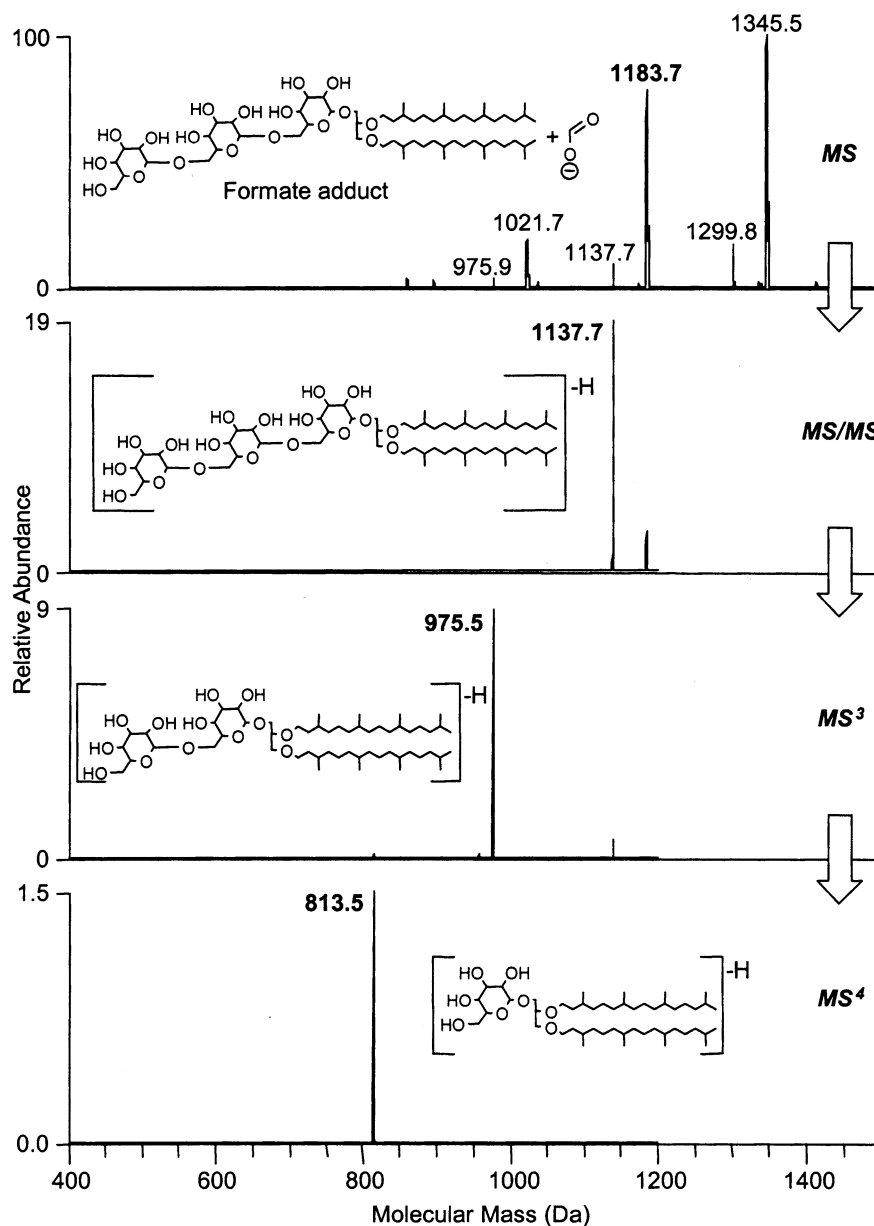 100
1345.5
1183.7
MS
Formate adduct
1021.7
975.9
1137.7
1299.8
0
19
1137.7
-H
MS/MS
0
Relative Abundance
9
975.5
-H
MS³
0
1.5
813.5
-H
MS⁴
0.0
400 600 800 1000 1200 1400
Molecular Mass (Da)